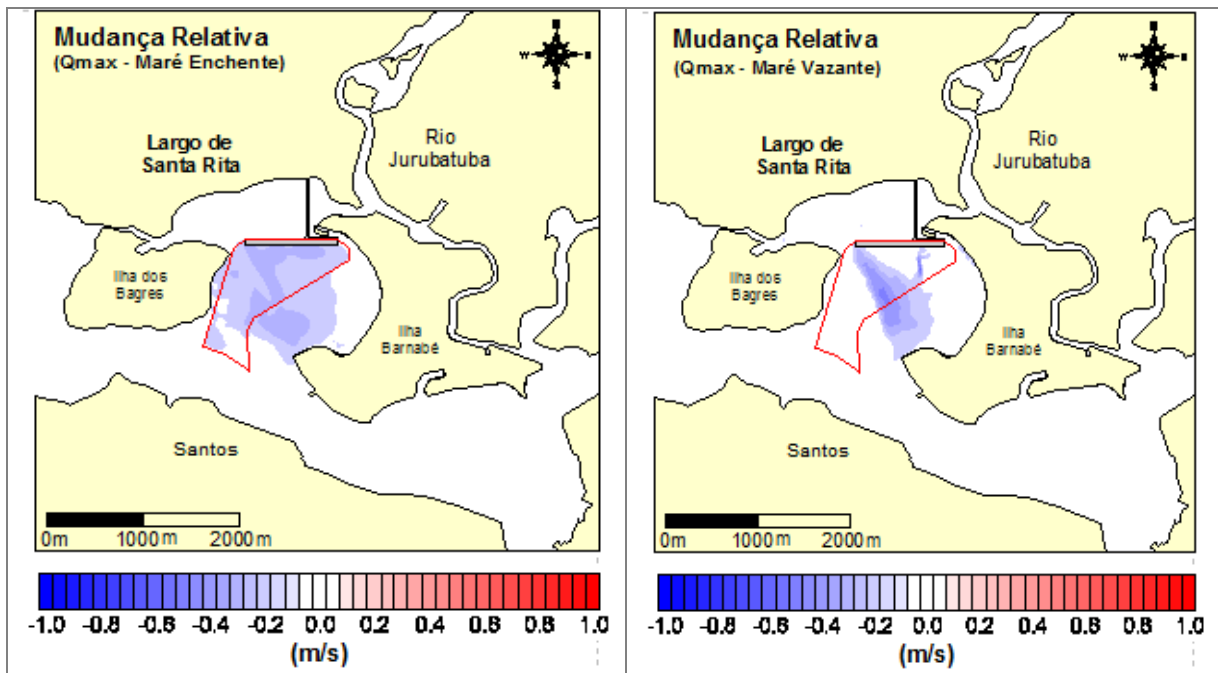 Mudança Relativa
(Qmax - Maré Enchente)
Largo de
Santa Rita
Rio
Jurubatuba
Ilha dos
Bagres
Ilha
Barnabé
Santos
0m 1000m 2000m
-1.0 -0.8 -0.6 -0.4 -0.2 0.0 0.2 0.4 0.6 0.8 1.0
(m/s)
Mudança Relativa
(Qmax - Maré Vazante)
Largo de
Santa Rita
Rio
Jurubatuba
Ilha dos
Bagres
Ilha
Barnabé
Santos
0m 1000m 2000m
-1.0 -0.8 -0.6 -0.4 -0.2 0.0 0.2 0.4 0.6 0.8 1.0
(m/s)